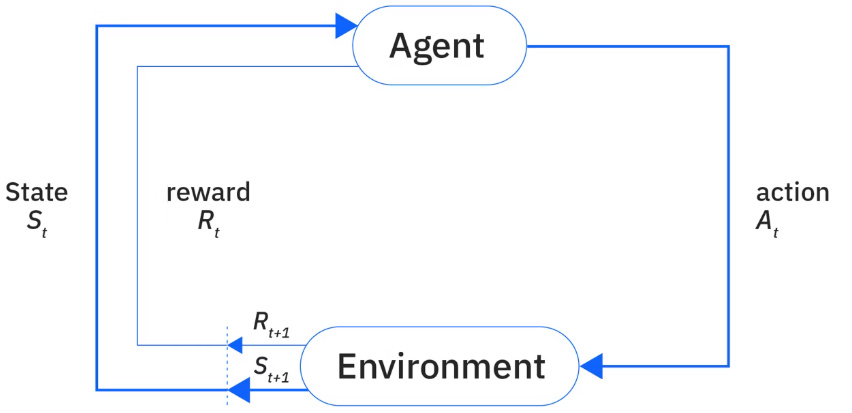 Agent
State
S_t
reward
R_t
action
A_t
R_t+1
S_t+1
Environment